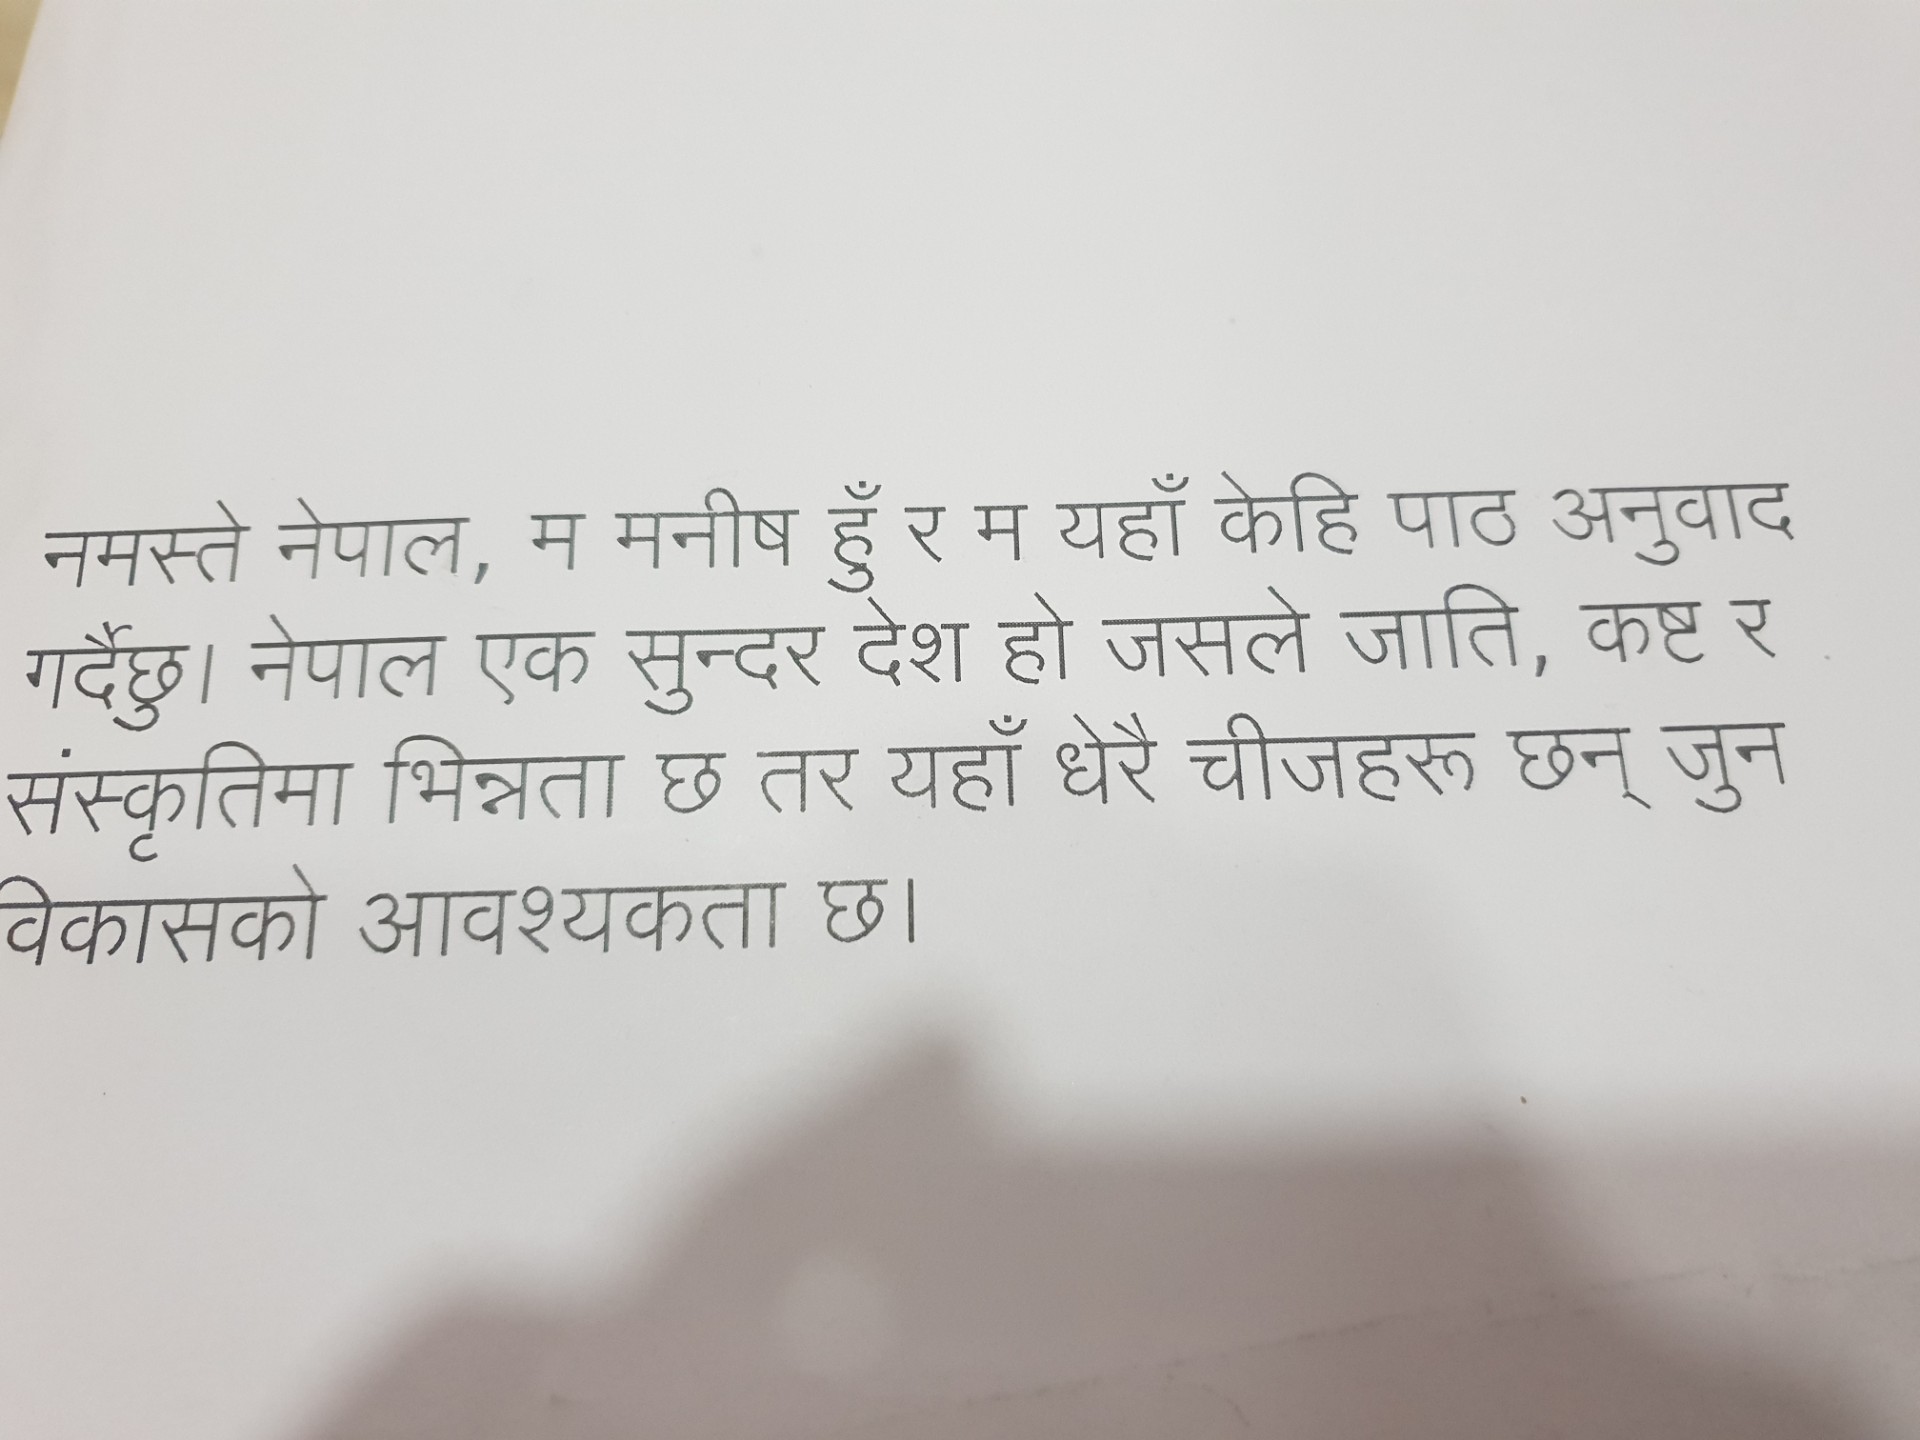 नमस्ते नेपाल, म मनीष हुँ र म यहाँ केहि पाठ अनुवाद
गर्दैछु। नेपाल एक सुन्दर देश हो जसले जाति, कष्ट र
संस्कृतिमा भिन्नता छ तर यहाँ धेरै चीजहरू छन् जुन
विकासको आवश्यकता छ।